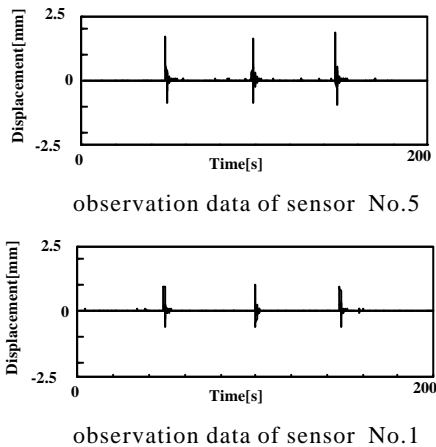 2.5
Displacement[mm]
0
-2.5
0
Time[s]
200
observation data of sensor No.5
2.5
Displacement[mm]
0
-2.5
0
Time[s]
200
observation data of sensor No.1